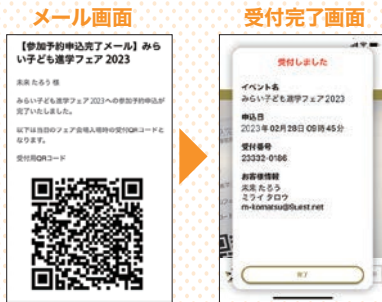 メール画面
受付完了画面
【参加予約申込完了メール】みら
い子ども進学フェア 2023
未来 たろう 様
みらい子ども進学フェア 2023への参加予約申込が
完了いたしました。
以下は当日のフェア会場入場時の受付QRコードと
なります。
受付用QRコード
受付しました
イベント名
みらい子ども進学フェア2023
申込日
2023年02月28日 09時45分
受付番号
23332-0186
お客様情報
未来 たろう
ミライ タロウ
m-komatsu@9uest.net
完了